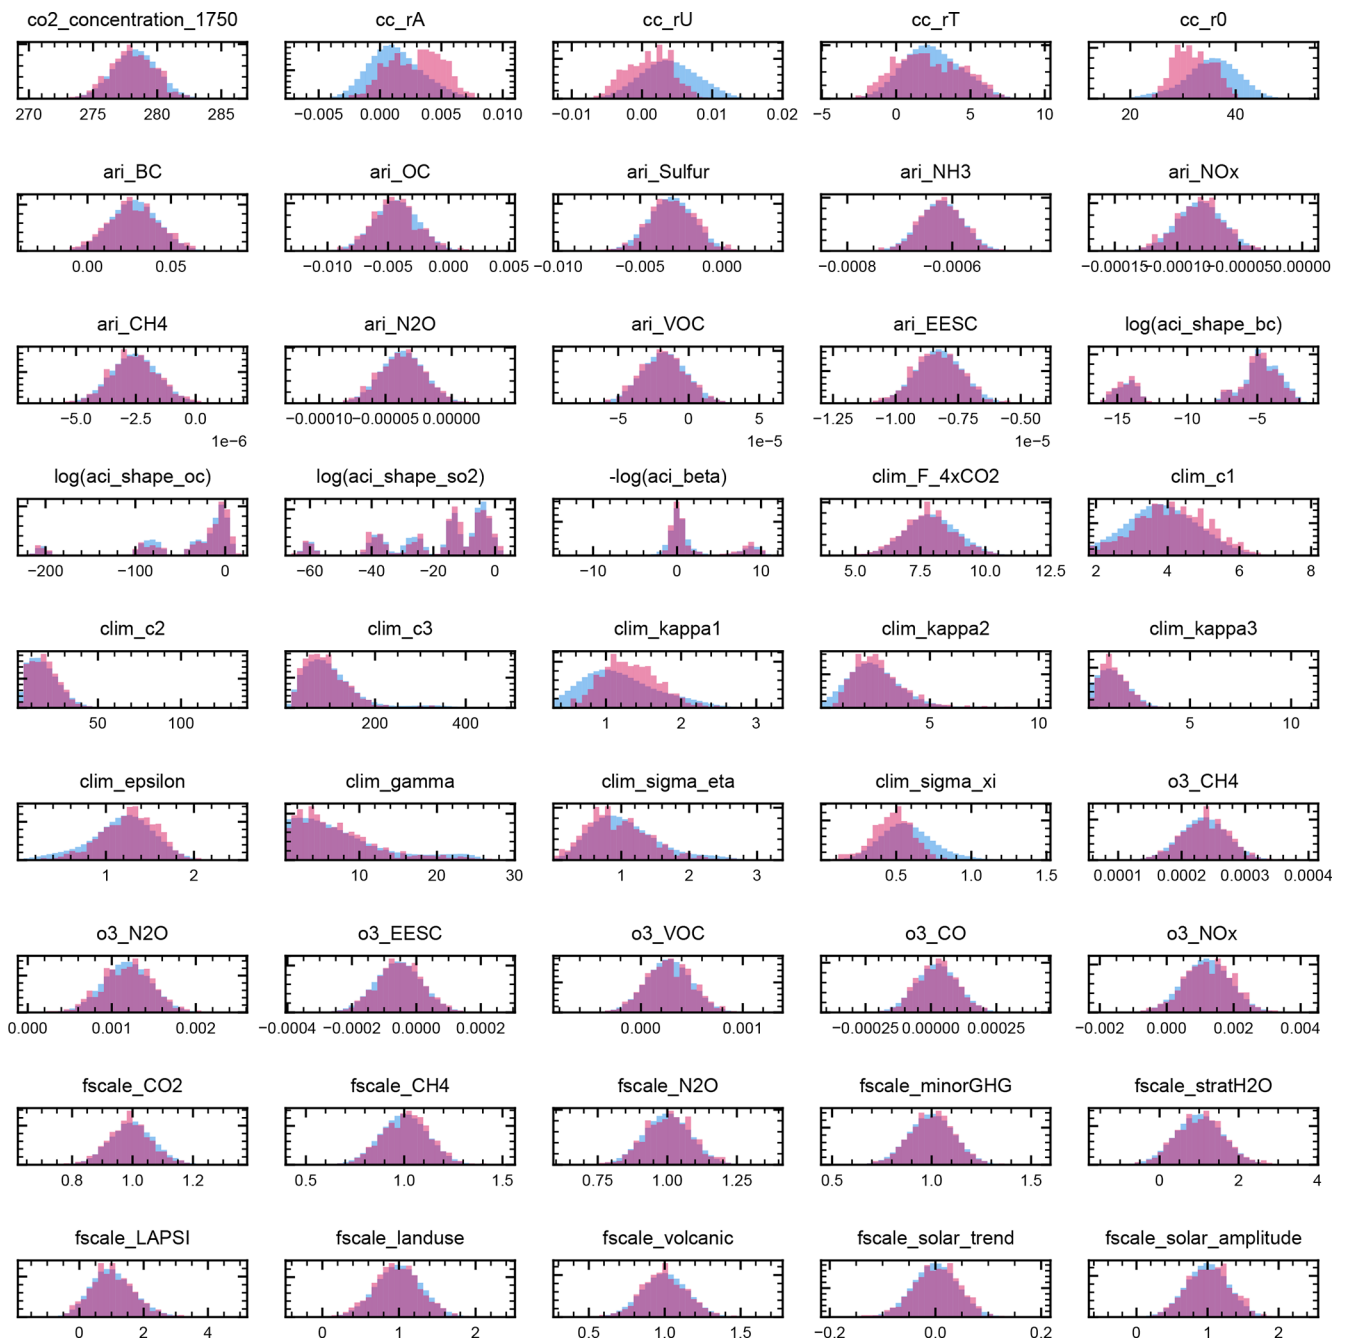 co2_concentration_1750 cc_rA cc_rU cc_rT cc_r0
270 275 280 285 −0.005 0.000 0.005 0.010 −0.01 0.00 0.01 0.02 −5 0 5 10 20 40
ari_BC ari_OC ari_Sulfur ari_NH3 ari_NOx
0.00 0.05 −0.010 −0.005 0.000 0.005 −0.010 −0.005 0.000 −0.0008 −0.0006 −0.00015 −0.00010 −0.00005 0.00000
ari_CH4 ari_N2O ari_VOC ari_EESC log(aci_shape_bc)
−5.0 −2.5 0.0 −0.00010 −0.00005 0.00000 −5 0 5 −1.25 −1.00 −0.75 −0.50 −15 −10 −5
1e−6 1e−5 1e−5
log(aci_shape_oc) log(aci_shape_so2) -log(aci_beta) clim_F_4xCO2 clim_c1
−200 −100 0 −60 −40 −20 0 −10 0 10 5.0 7.5 10.0 12.5 2 4 6 8
clim_c2 clim_c3 clim_kappa1 clim_kappa2 clim_kappa3
50 100 200 400 1 2 3 5 10 5 10
clim_epsilon clim_gamma clim_sigma_eta clim_sigma_xi o3_CH4
1 2 10 20 30 1 2 3 0.5 1.0 1.5 0.0001 0.0002 0.0003 0.0004
o3_N2O o3_EESC o3_VOC o3_CO o3_NOx
0.000 0.001 0.002 −0.0004 −0.0002 0.0000 0.0002 0.000 0.001 −0.00025 0.00000 0.00025 −0.002 0.000 0.002 0.004
fscale_CO2 fscale_CH4 fscale_N2O fscale_minorGHG fscale_stratH2O
0.8 1.0 1.2 0.5 1.0 1.5 0.75 1.00 1.25 0.5 1.0 1.5 0 2 4
fscale_LAPSI fscale_landuse fscale_volcanic fscale_solar_trend fscale_solar_amplitude
0 2 4 0 1 2 0.5 1.0 1.5 −0.2 0.0 0.2 0 1 2